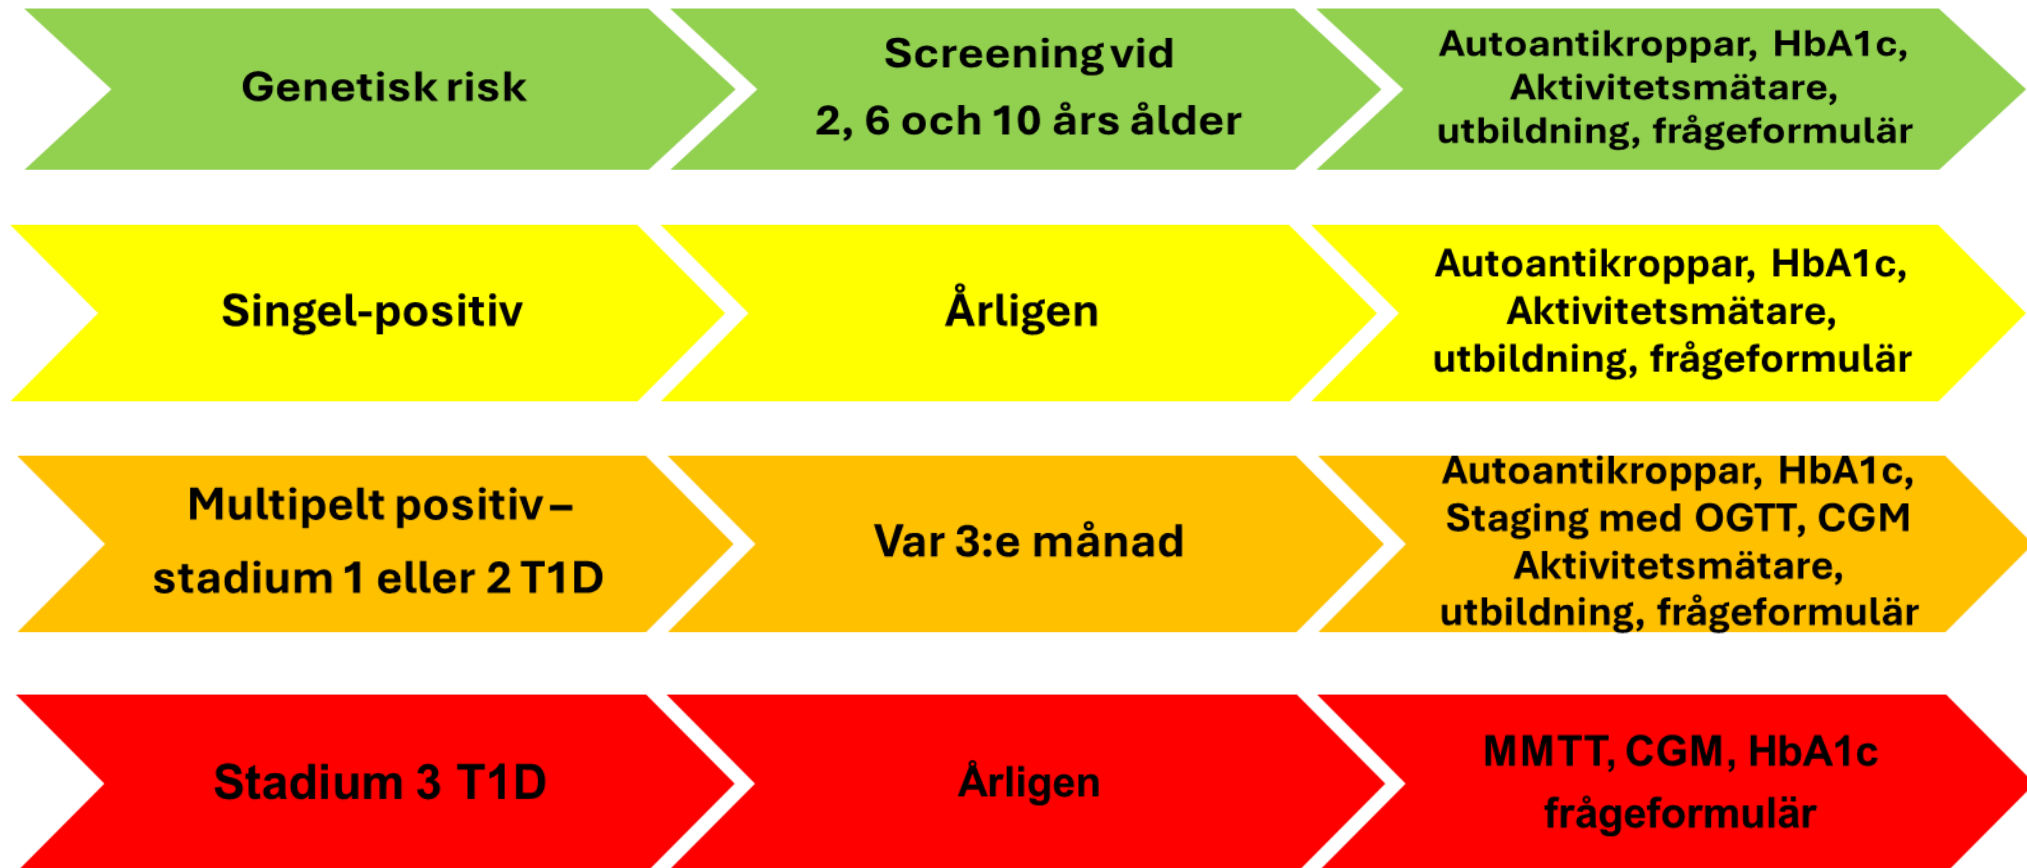 Genetisk risk
Screening vid
2, 6 och 10 års ålder
Autoantikroppar, HbA1c,
Aktivitetsmätare,
utbildning, frågeformulär
Singel-positiv
Årligen
Autoantikroppar, HbA1c,
Aktivitetsmätare,
utbildning, frågeformulär
Multipelt positiv –
stadium 1 eller 2 T1D
Var 3:e månad
Autoantikroppar, HbA1c,
Staging med OGTT, CGM
Aktivitetsmätare,
utbildning, frågeformulär
Stadium 3 T1D
Årligen
MMTT, CGM, HbA1c
frågeformulär